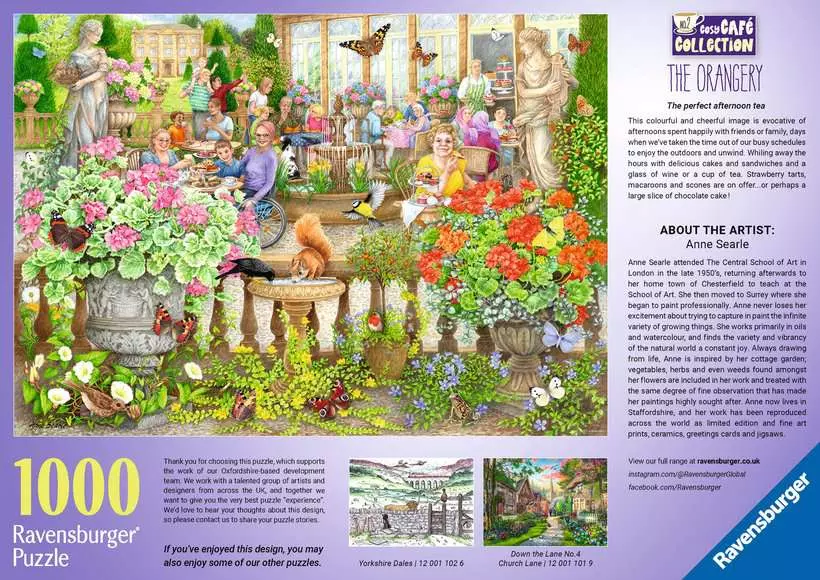 No.2
Cosy CAFÉ
COLLECTION
THE ORANGERY
The perfect afternoon tea
This colourful and cheerful image is evocative of
afternoons spent happily with friends or family, days
when we've taken the time out of our busy schedules
to enjoy the outdoors and unwind. Whiling away the
hours with delicious cakes and sandwiches and a
glass of wine or a cup of tea. Strawberry tarts,
macaroons and scones are on offer...or perhaps a
large slice of chocolate cake!
ABOUT THE ARTIST:
Anne Searle
Anne Searle attended The Central School of Art in
London in the late 1950's, returning afterwards to
her home town of Chesterfield to teach at the
School of Art. She then moved to Surrey where she
began to paint professionally. Anne never loses her
excitement about trying to capture in paint the infinite
variety of growing things. She works primarily in oils
and watercolour, and finds the variety and vibrancy
of the natural world a constant joy. Always drawing
from life, Anne is inspired by her cottage garden;
vegetables, herbs and even weeds found amongst
her flowers are included in her work and treated with
the same degree of fine observation that has made
her paintings highly sought after. Anne now lives in
Staffordshire, and her work has been reproduced
across the world as limited edition and fine art
prints, ceramics, greetings cards and jigsaws.
View our full range at ravensburger.co.uk
instagram.com/@RavensburgerGlobal
facebook.com/Ravensburger
Ravensburger
1000
Ravensburger®
Puzzle
Thank you for choosing this puzzle, which supports
the work of our Oxfordshire-based development
team. We work with a talented group of artists and
designers from across the UK, and together we
want to give you the very best puzzle "experience".
We'd love to hear your thoughts about this design,
so please contact us to share your puzzle stories.
If you've enjoyed this design, you may
also enjoy some of our other puzzles.
Yorkshire Dales | 12 001 102 6
Down the Lane No.4
Church Lane | 12 001 101 9